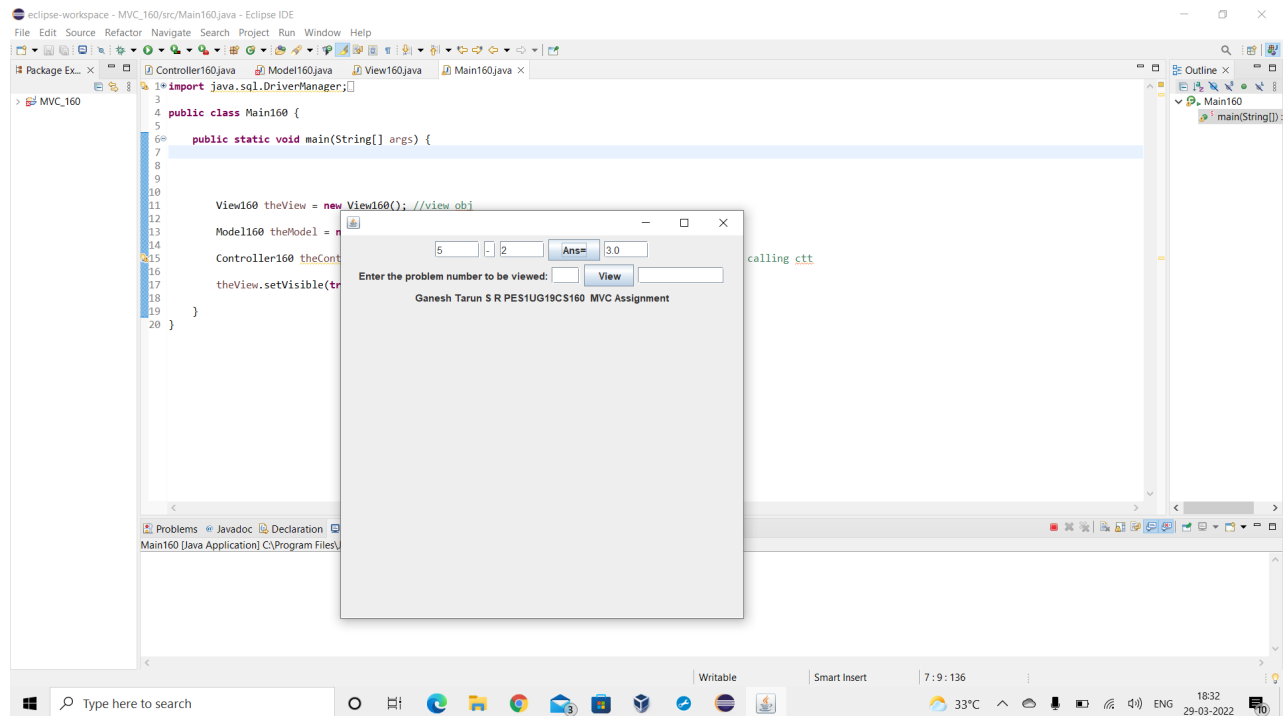 eclipse-workspace - MVC_160/src/Main160.java - Eclipse IDE
File Edit Source Refactor Navigate Search Project Run Window Help
Package Ex...
Controller160.java Model160.java View160.java Main160.java
Outline
MVC_160
Main160
main(String[]) :
1 import java.sql.DriverManager;
3
4 public class Main160 {
5
6 public static void main(String[] args) {
7
8
9
10
11 View160 theView = new View160(); //view obj
12
13 Model160 theModel = n
14
15 Controller160 theCont calling ctt
16
17 theView.setVisible(tr
18
19 }
20 }
5 - 2 Ans= 3.0
Enter the problem number to be viewed: View
Ganesh Tarun S R PES1UG19CS160 MVC Assignment
Problems Javadoc Declaration
Main160 [Java Application] C:\Program Files\J
Writable Smart Insert 7 : 9 : 136
Type here to search
3
33°C ENG
18:32
29-03-2022
10